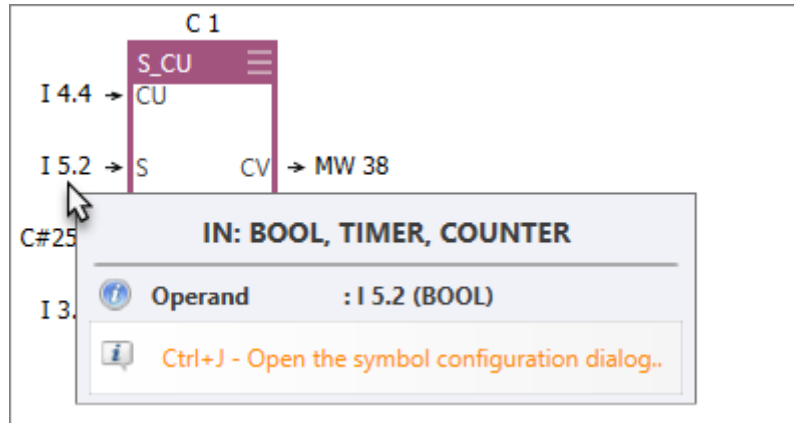 C 1
S_CU
I 4.4 → CU
I 5.2 → S CV → MW 38
C#25
IN: BOOL, TIMER, COUNTER
Operand : I 5.2 (BOOL)
I 3.
Ctrl+J - Open the symbol configuration dialog..